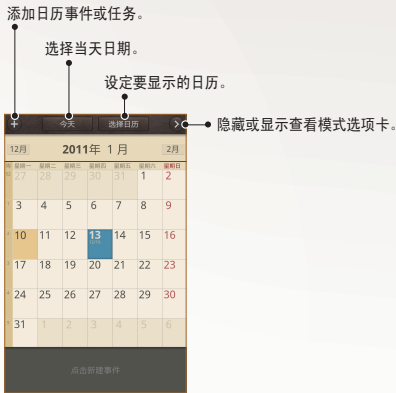 添加日历事件或任务。
选择当天日期。
设定要显示的日历。
隐藏或显示查看模式选项卡。
+ 今天 选择日历
12月 2011年 1月 2月
周 星期一 星期二 星期三 星期四 星期五 星期六 星期日
27 28 29 30 31 1 2
3 4 5 6 7 8 9
10 11 12 13 14 15 16
17 18 19 20 21 22 23
24 25 26 27 28 29 30
31 1 2 3 4 5 6
点击新建事件